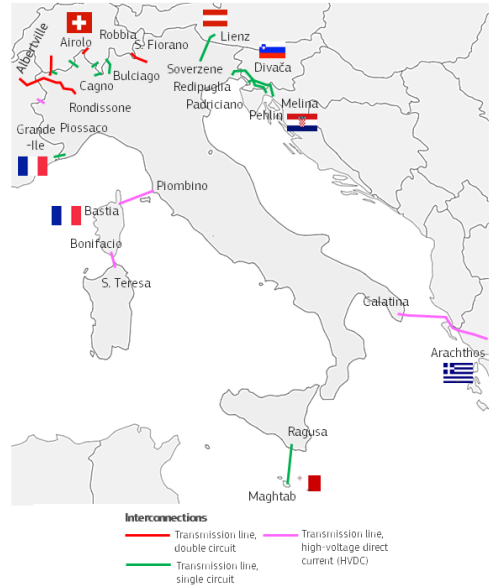 Albertville
Airolo
Robbia
S. Fiorano
Lienz
Soverzene
Divača
Bulciago
Cagno
Redipuglia
Padriciano
Melina
Pehlin
Rondissone
Grande
-Ile
Piossaco
Piombino
Bastia
Bonifacio
S. Teresa
Calatina
Arachthos
Ragusa
Maghtab
Interconnections
Transmission line,
double circuit
Transmission line,
high-voltage direct
current (HVDC)
Transmission line,
single circuit